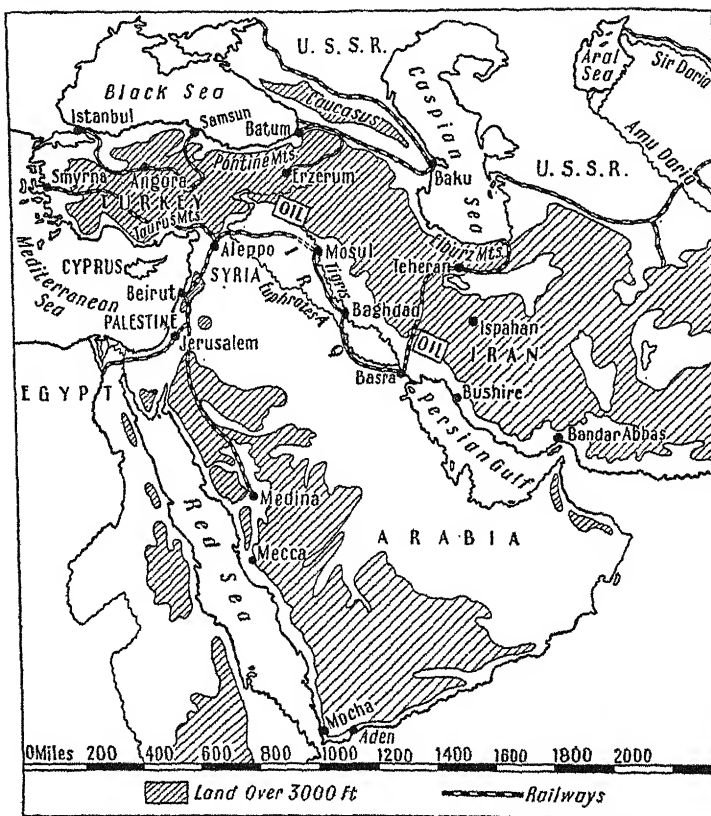 U. S. S. R.
Aral Sea
Sir Daria
Black Sea
Caspian Sea
Caucasus
Istanbul
Samsun
Batum
Amu Daria
Pontine Mts.
U. S. S. R.
Smyrna
Angora
Erzerum
Baku
TURKEY
Taurus Mts.
OIL
Elburz Mts.
Aleppo
Mosul
Teheran
CYPRUS
SYRIA
Tigris
Mediterranean Sea
Beirut
Euphrates
Baghdad
Ispahan
PALESTINE
OIL
IRAN
Jerusalem
I R A Q
EGYPT
Basra
Bushire
Persian Gulf
Bandar Abbas
Medina
Red Sea
ARABIA
Mecca
Mocha
Aden
0 Miles 200 400 600 800 1000 1200 1400 1600 1800 2000
Land Over 3000 Ft
Railways